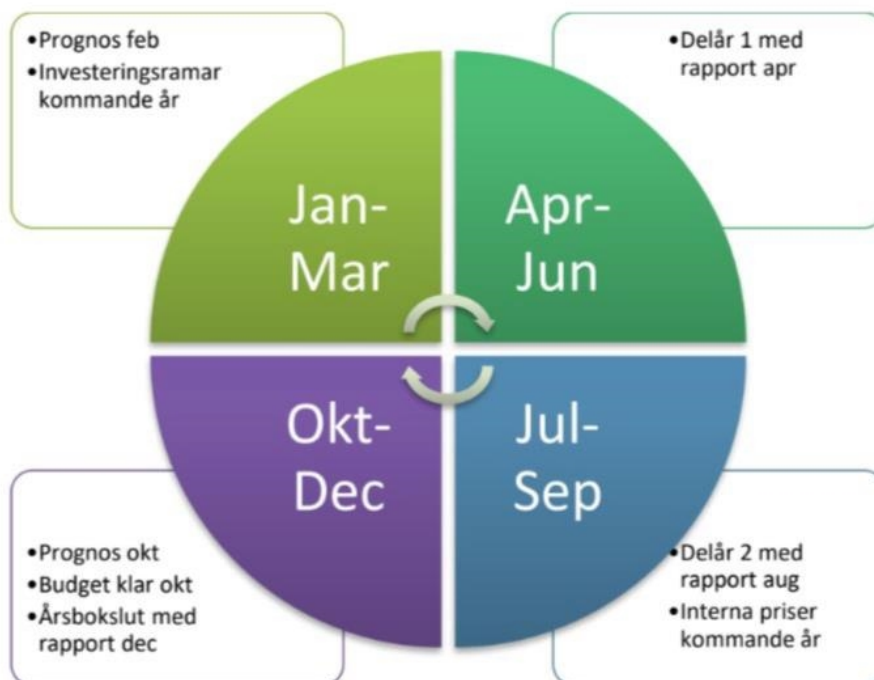 •Prognos feb
•Investeringsramar
kommande år
•Delår 1 med
rapport apr
Jan-
Mar
Apr-
Jun
Okt-
Dec
Jul-
Sep
•Prognos okt
•Budget klar okt
•Årsbokslut med
rapport dec
•Delår 2 med
rapport aug
•Interna priser
kommande år